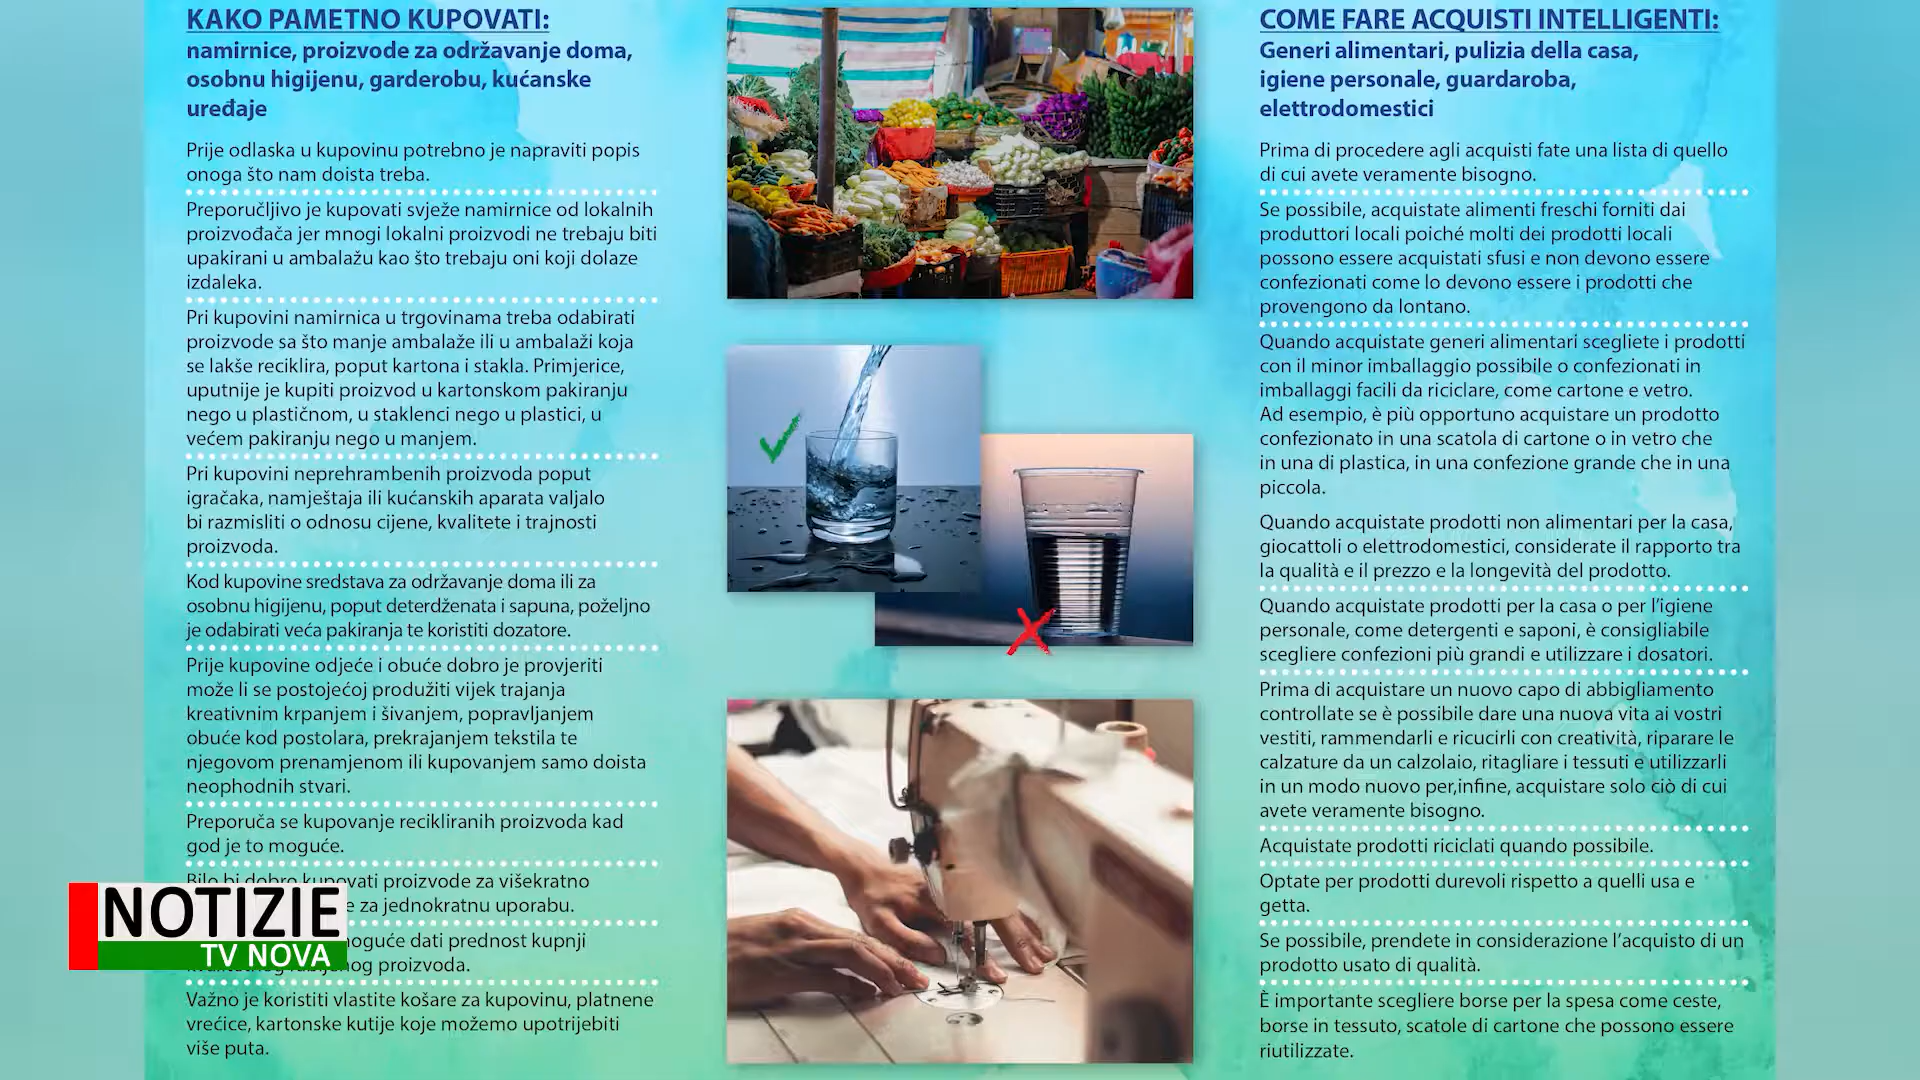 KAKO PAMETNO KUPOVATI:
namirnice, proizvode za održavanje doma,
osobnu higijenu, garderobu, kućanske
uređaje
Prije odlaska u kupovinu potrebno je napraviti popis
onoga što nam doista treba.
Preporučljivo je kupovati svježe namirnice od lokalnih
proizvođača jer mnogi lokalni proizvodi ne trebaju biti
upakirani u ambalažu kao što trebaju oni koji dolaze
izdaleka.
Pri kupovini namirnica u trgovinama treba odabirati
proizvode sa što manje ambalaže ili u ambalaži koja
se lakše reciklira, poput kartona i stakla. Primjerice,
uputnije je kupiti proizvod u kartonskom pakiranju
nego u plastičnom, u staklenci nego u plastici, u
većem pakiranju nego u manjem.
Pri kupovini neprehrambenih proizvoda poput
igračaka, namještaja ili kućanskih aparata valjalo
bi razmisliti o odnosu cijene, kvalitete i trajnosti
proizvoda.
Kod kupovine sredstava za održavanje doma ili za
osobnu higijenu, poput deterdženata i sapuna, poželjno
je odabirati veća pakiranja te koristiti dozatore.
Prije kupovine odjeće i obuće dobro je provjeriti
može li se postojećoj produžiti vijek trajanja
kreativnim krpanjem i šivanjem, popravljanjem
obuće kod postolara, prekrajanjem tekstila te
njegovom prenamjenom ili kupovanjem samo doista
neophodnih stvari.
Preporuča se kupovanje recikliranih proizvoda kad
god je to moguće.
Bilo bi dobro kupovati proizvode za višekratno
e za jednokratnu uporabu.
moguće dati prednost kupnji
proizvoda.
Važno je koristiti vlastite košare za kupovinu, platnene
vrećice, kartonske kutije koje možemo upotrijebiti
više puta.
NOTIZIE
TV NOVA
COME FARE ACQUISTI INTELLIGENTI:
Generi alimentari, pulizia della casa,
igiene personale, guardaroba,
elettrodomestici
Prima di procedere agli acquisti fate una lista di quello
di cui avete veramente bisogno.
Se possibile, acquistate alimenti freschi forniti dai
produttori locali poiché molti dei prodotti locali
possono essere acquistati sfusi e non devono essere
confezionati come lo devono essere i prodotti che
provengono da lontano.
Quando acquistate generi alimentari scegliete i prodotti
con il minor imballaggio possibile o confezionati in
imballaggi facili da riciclare, come cartone e vetro.
Ad esempio, è più opportuno acquistare un prodotto
confezionato in una scatola di cartone o in vetro che
in una di plastica, in una confezione grande che in una
piccola.
Quando acquistate prodotti non alimentari per la casa,
giocattoli o elettrodomestici, considerate il rapporto tra
la qualità e il prezzo e la longevità del prodotto.
Quando acquistate prodotti per la casa o per l'igiene
personale, come detergenti e saponi, è consigliabile
scegliere confezioni più grandi e utilizzare i dosatori.
Prima di acquistare un nuovo capo di abbigliamento
controllate se è possibile dare una nuova vita ai vostri
vestiti, rammendarli e ricucirli con creatività, riparare le
calzature da un calzolaio, ritagliare i tessuti e utilizzarli
in un modo nuovo per,infine, acquistare solo ciò di cui
avete veramente bisogno.
Acquistate prodotti riciclati quando possibile.
Optate per prodotti durevoli rispetto a quelli usa e
getta.
Se possibile, prendete in considerazione l'acquisto di un
prodotto usato di qualità.
È importante scegliere borse per la spesa come ceste,
borse in tessuto, scatole di cartone che possono essere
riutilizzate.